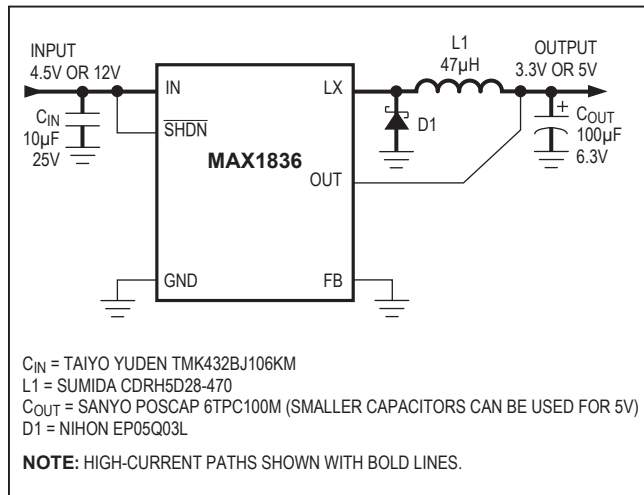 INPUT
4.5V OR 12V
L1
47µH
OUTPUT
3.3V OR 5V
IN
LX
CIN
10µF
25V
SHDN
D1
+
COUT
100µF
6.3V
MAX1836
OUT
GND
FB
CIN = TAIYO YUDEN TMK432BJ106KM
L1 = SUMIDA CDRH5D28-470
COUT = SANYO POSCAP 6TPC100M (SMALLER CAPACITORS CAN BE USED FOR 5V)
D1 = NIHON EP05Q03L
NOTE: HIGH-CURRENT PATHS SHOWN WITH BOLD LINES.